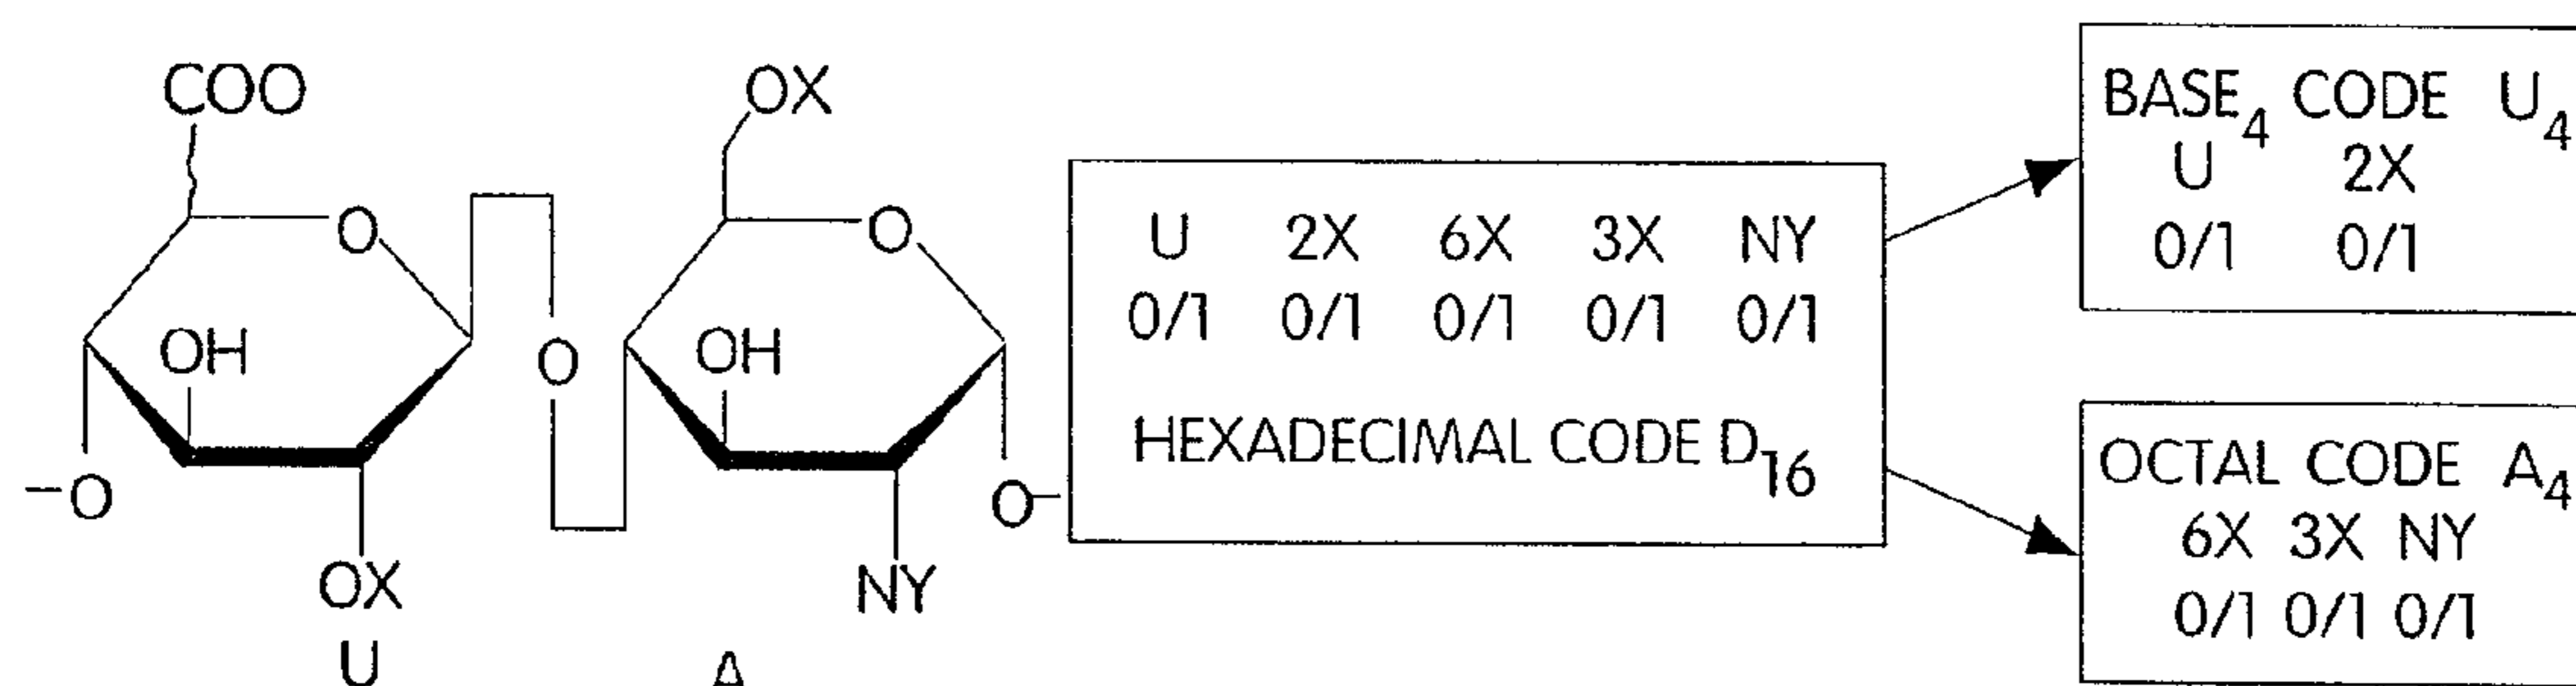 COO
OX
O
O
OH
O
OH
-O
O-
OX
NY
U
A
U 2X 6X 3X NY
0/1 0/1 0/1 0/1 0/1
HEXADECIMAL CODE D16
BASE4 CODE U4
U 2X
0/1 0/1
OCTAL CODE A4
6X 3X NY
0/1 0/1 0/1